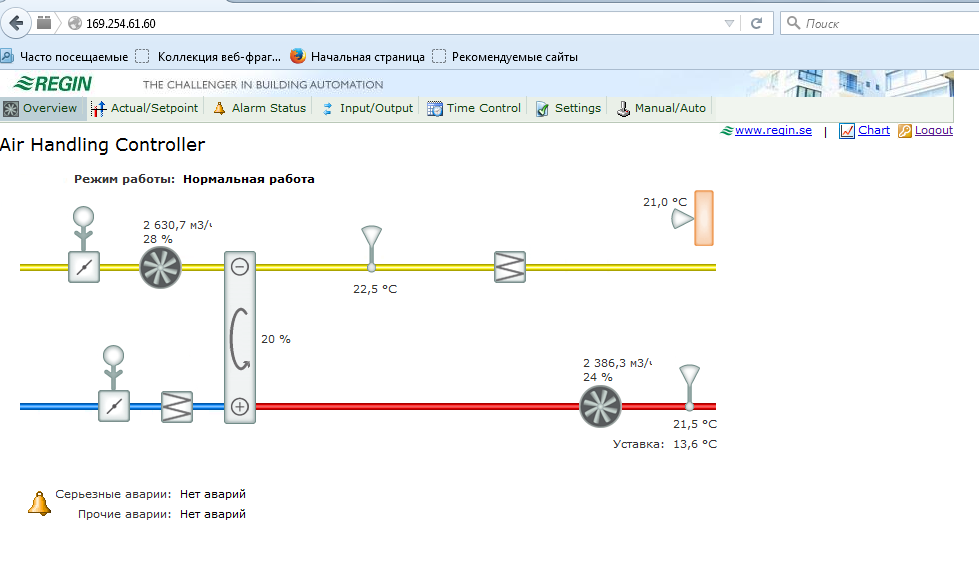 169.254.61.60
Поиск
Часто посещаемые Коллекция веб-фраг... Начальная страница Рекомендуемые сайты
REGIN THE CHALLENGER IN BUILDING AUTOMATION
Overview Actual/Setpoint Alarm Status Input/Output Time Control Settings Manual/Auto
www.regin.se | Chart Logout
Air Handling Controller
Режим работы: Нормальная работа
21,0 °C
2 630,7 м3/ч
28 %
22,5 °C
20 %
2 386,3 м3/ч
24 %
21,5 °C
Уставка: 13,6 °C
Серьезные аварии: Нет аварий
Прочие аварии: Нет аварий